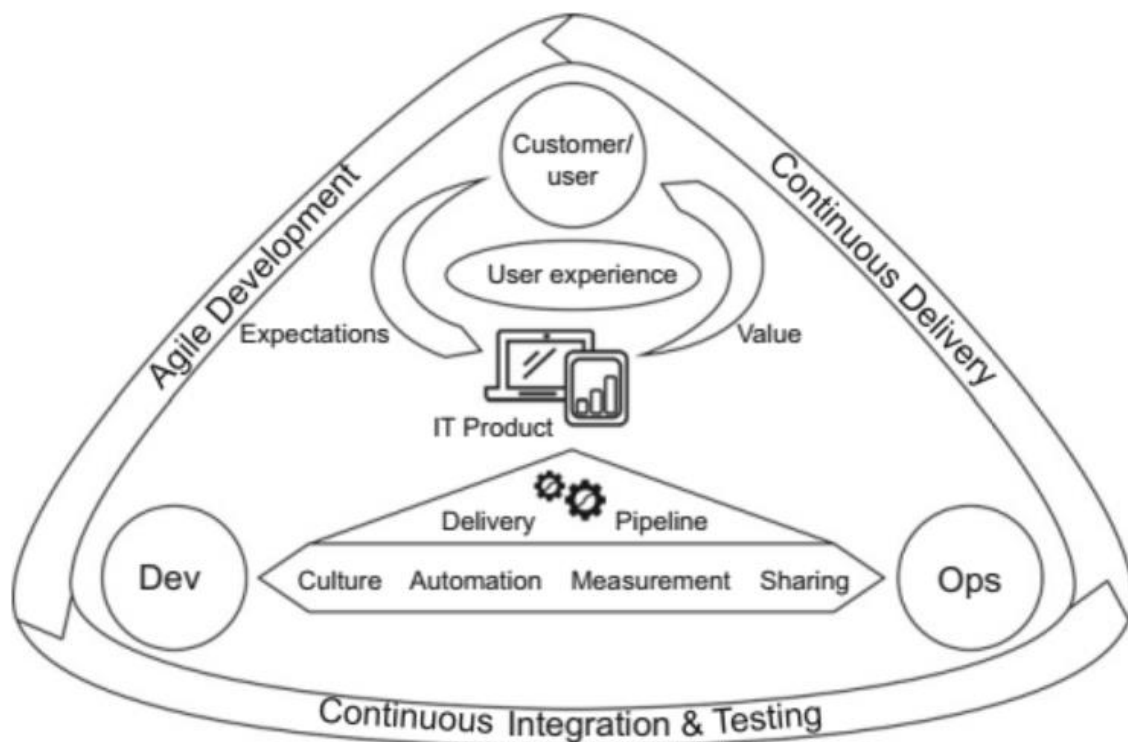 Customer/
user
Agile Development
Continuous Delivery
User experience
Expectations
Value
IT Product
Delivery Pipeline
Dev
Culture Automation Measurement Sharing
Ops
Continuous Integration & Testing